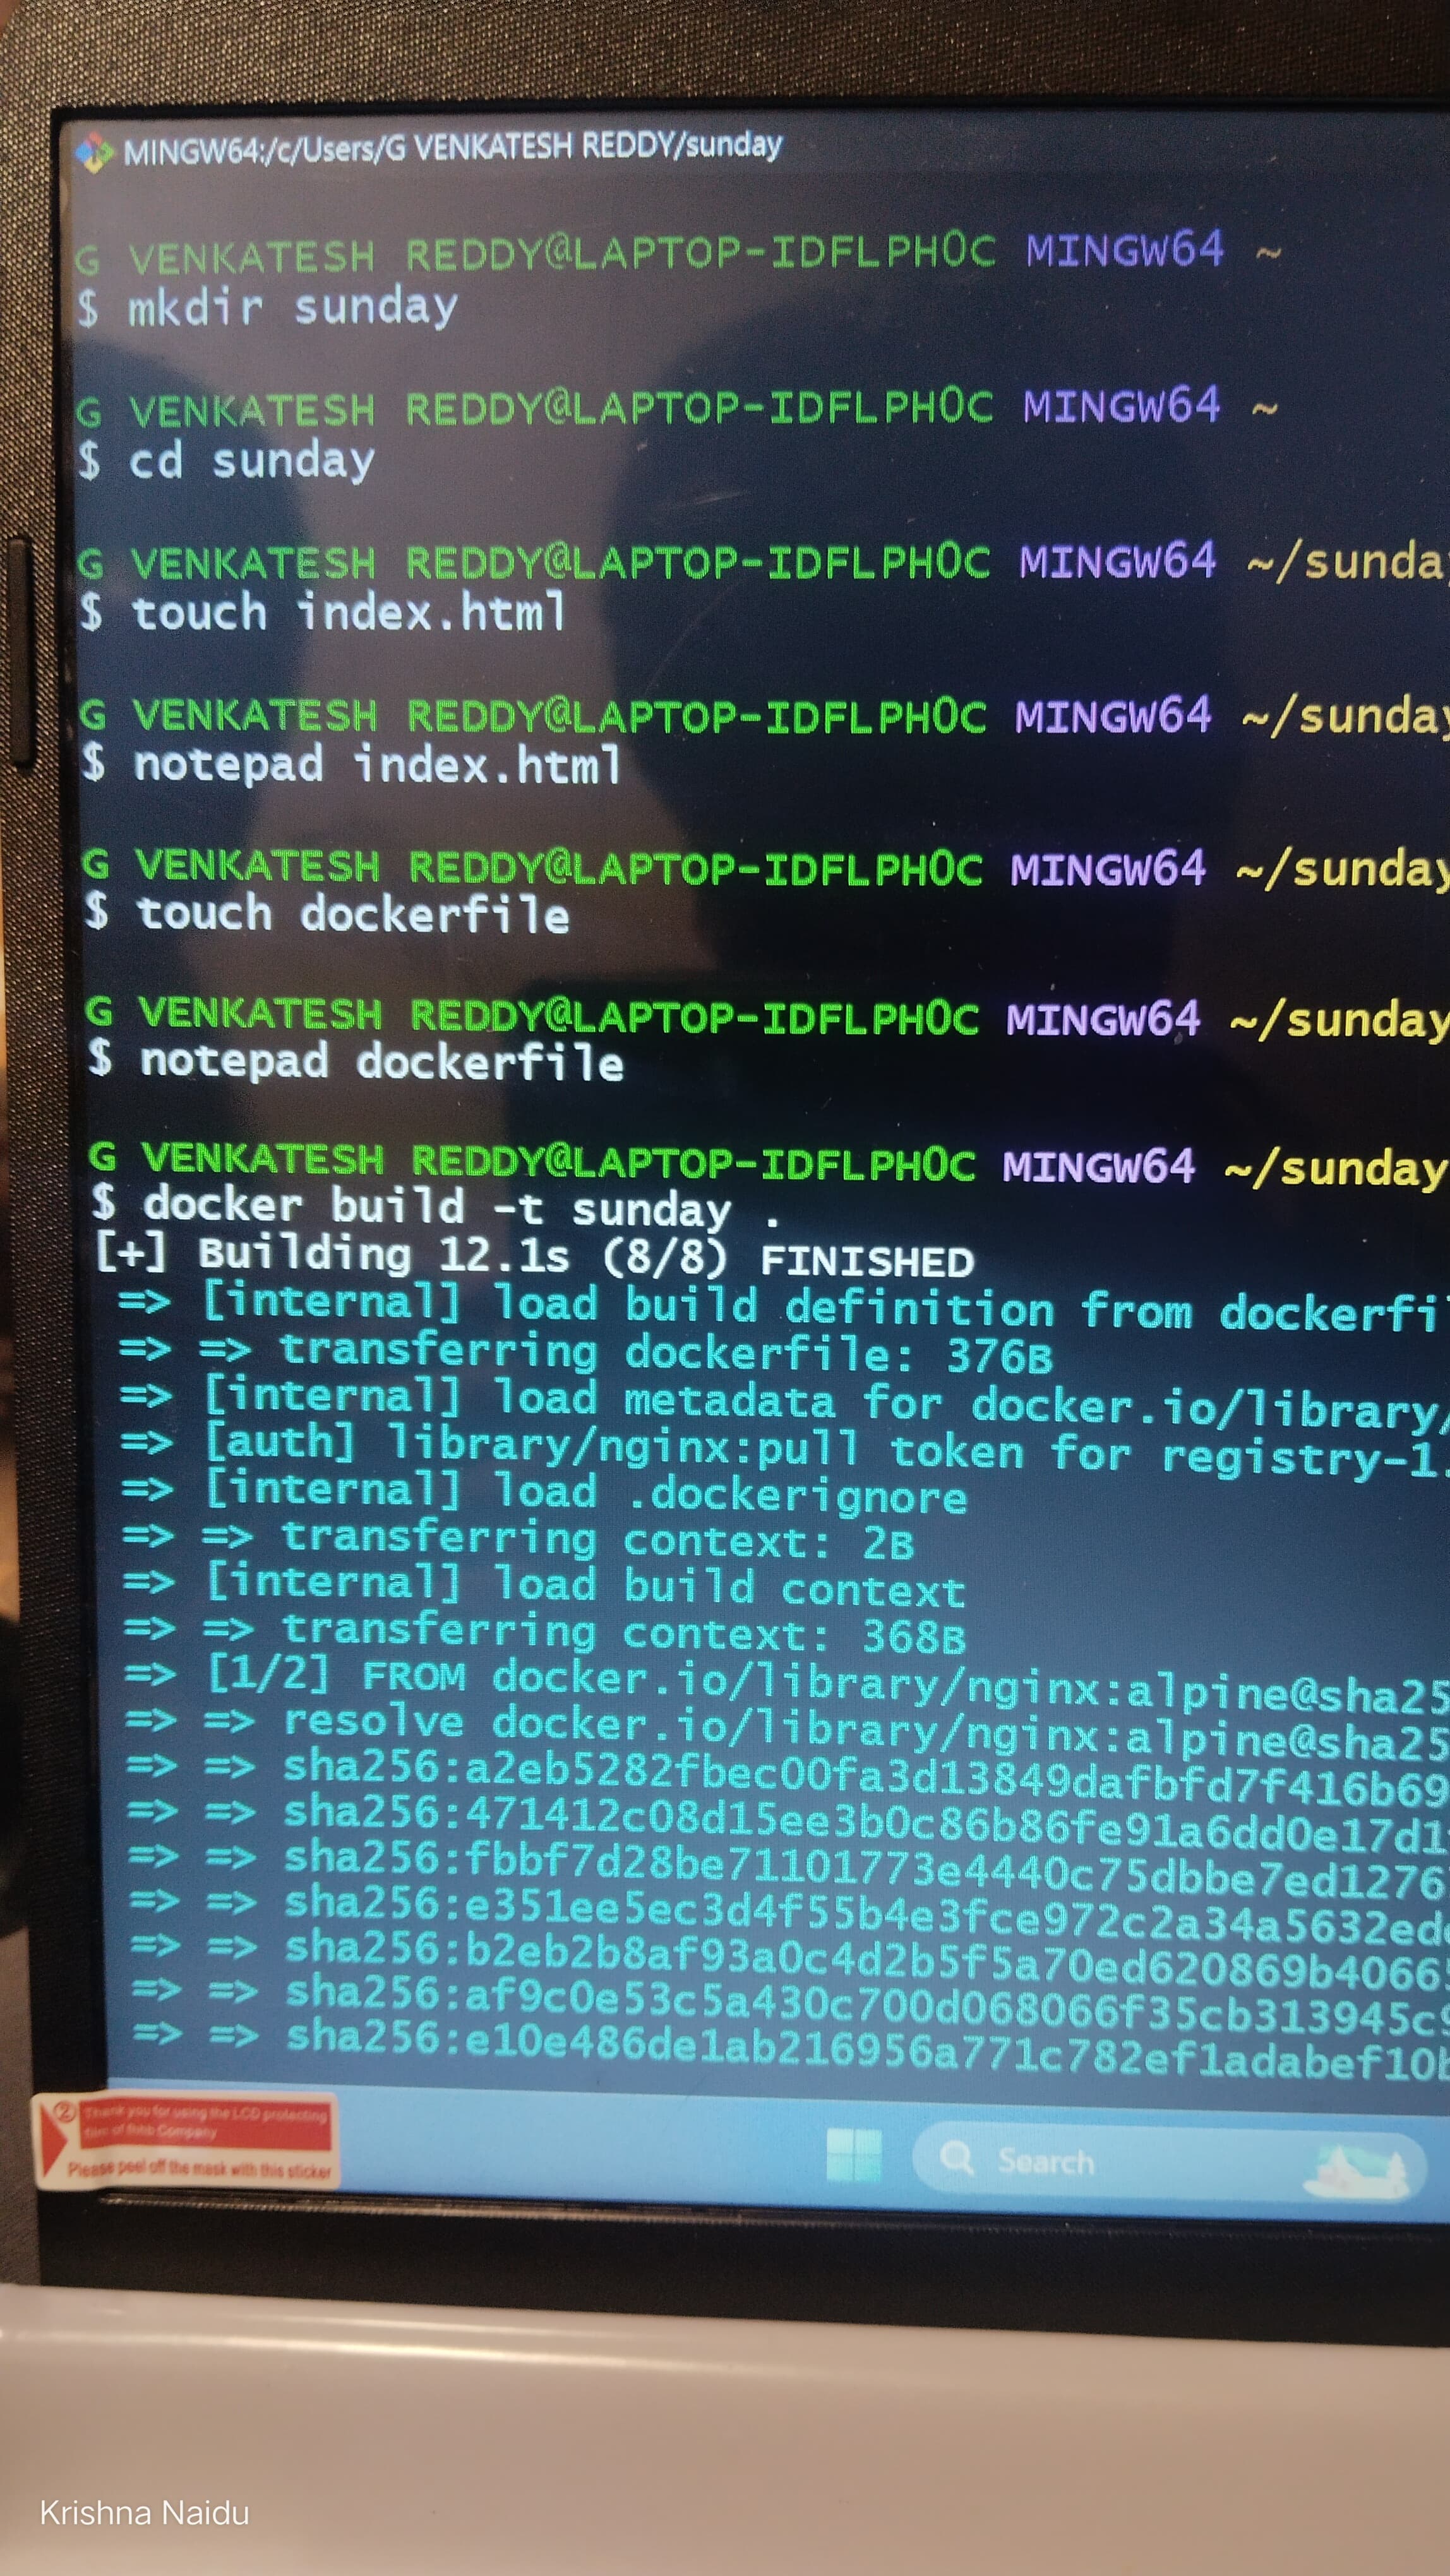 MINGW64:/c/Users/G VENKATESH REDDY/sunday
G VENKATESH REDDY@LAPTOP-IDFLPH0C MINGW64 ~
$ mkdir sunday
G VENKATESH REDDY@LAPTOP-IDFLPH0C MINGW64 ~
$ cd sunday
G VENKATESH REDDY@LAPTOP-IDFLPH0C MINGW64 ~/sunda
$ touch index.html
G VENKATESH REDDY@LAPTOP-IDFLPH0C MINGW64 ~/sunday
$ notepad index.html
G VENKATESH REDDY@LAPTOP-IDFLPH0C MINGW64 ~/sunday
$ touch dockerfile
G VENKATESH REDDY@LAPTOP-IDFLPH0C MINGW64 ~/sunday
$ notepad dockerfile
G VENKATESH REDDY@LAPTOP-IDFLPH0C MINGW64 ~/sunday
$ docker build -t sunday .
[+] Building 12.1s (8/8) FINISHED
=> [internal] load build definition from dockerfi
=> => transferring dockerfile: 376B
=> [internal] load metadata for docker.io/library/
=> [auth] library/nginx:pull token for registry-1.
=> [internal] load .dockerignore
=> => transferring context: 2B
=> [internal] load build context
=> => transferring context: 368B
=> [1/2] FROM docker.io/library/nginx:alpine@sha25
=> => resolve docker.io/library/nginx:alpine@sha25
=> => sha256:a2eb5282fbec00fa3d13849dafbfd7f416b69
=> => sha256:471412c08d15ee3b0c86b86fe91a6dd0e17d1
=> => sha256:fbbf7d28be71101773e4440c75dbbe7ed1276
=> => sha256:e351ee5ec3d4f55b4e3fce972c2a34a5632ed
=> => sha256:b2eb2b8af93a0c4d2b5f5a70ed620869b4066
=> => sha256:af9c0e53c5a430c700d068066f35cb313945c
=> => sha256:e10e486de1ab216956a771c782ef1adabef10
2 Thank you for using the LCD protecting
film of Company
Please peel off the mask with this sticker
Search
Krishna Naidu